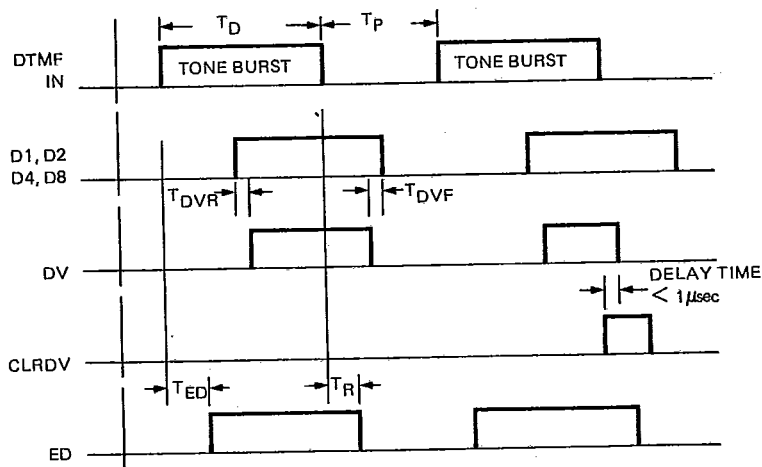 T_D T_P
DTMF
IN
TONE BURST TONE BURST
D1, D2
D4, D8
T_DVR T_DVF
DV
DELAY TIME
< 1μsec
CLRDV
T_ED T_R
ED